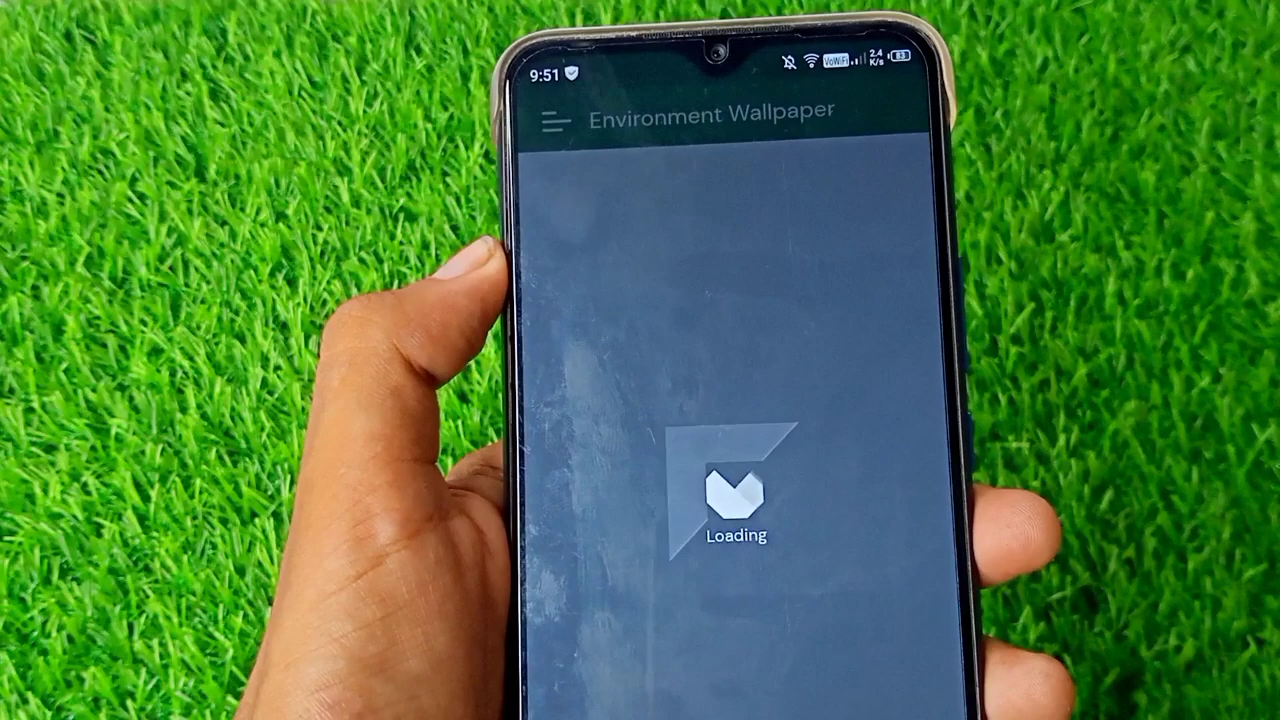 9:51
VoWiFi
2.4
K/s
83
Environment Wallpaper
Loading